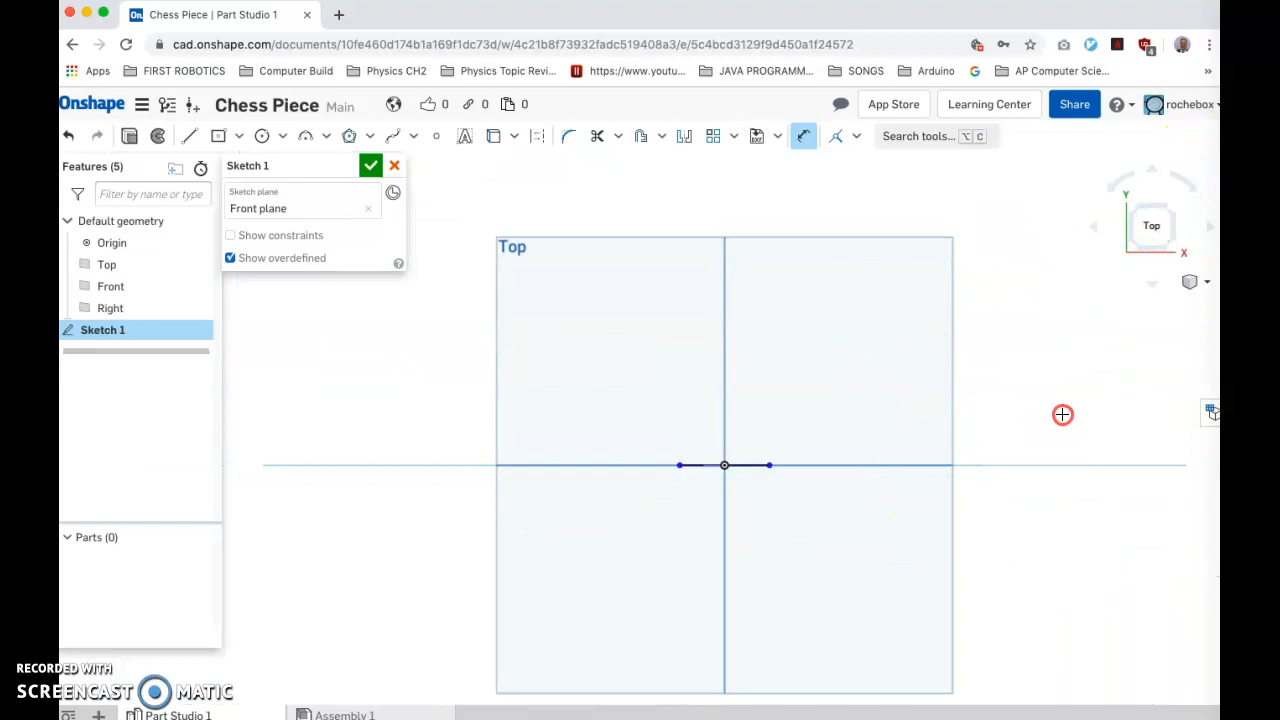 On Chess Piece | Part Studio 1
cad.onshape.com/documents/10fe460d174b1a169f1dc73d/w/4c21b8f73932fadc519408a3/e/5c4bcd3129f9d450a1f24572
4
Apps FIRST ROBOTICS Computer Build Physics CH2 Physics Topic Revi... https://www.youtu... JAVA PROGRAMM... SONGS Arduino AP Computer Scie... »
Onshape Chess Piece Main 0 0 0 App Store Learning Center Share rochebox
Search tools... ⌥ C
Features (5)
Sketch 1
Filter by name or type
Sketch plane
Front plane
Default geometry
Show constraints
Origin
Show overdefined
Top
Front
Right
Sketch 1
Top
Y
Top
X
Parts (0)
RECORDED WITH
SCREENCAST MATIC
Part Studio 1 Assembly 1